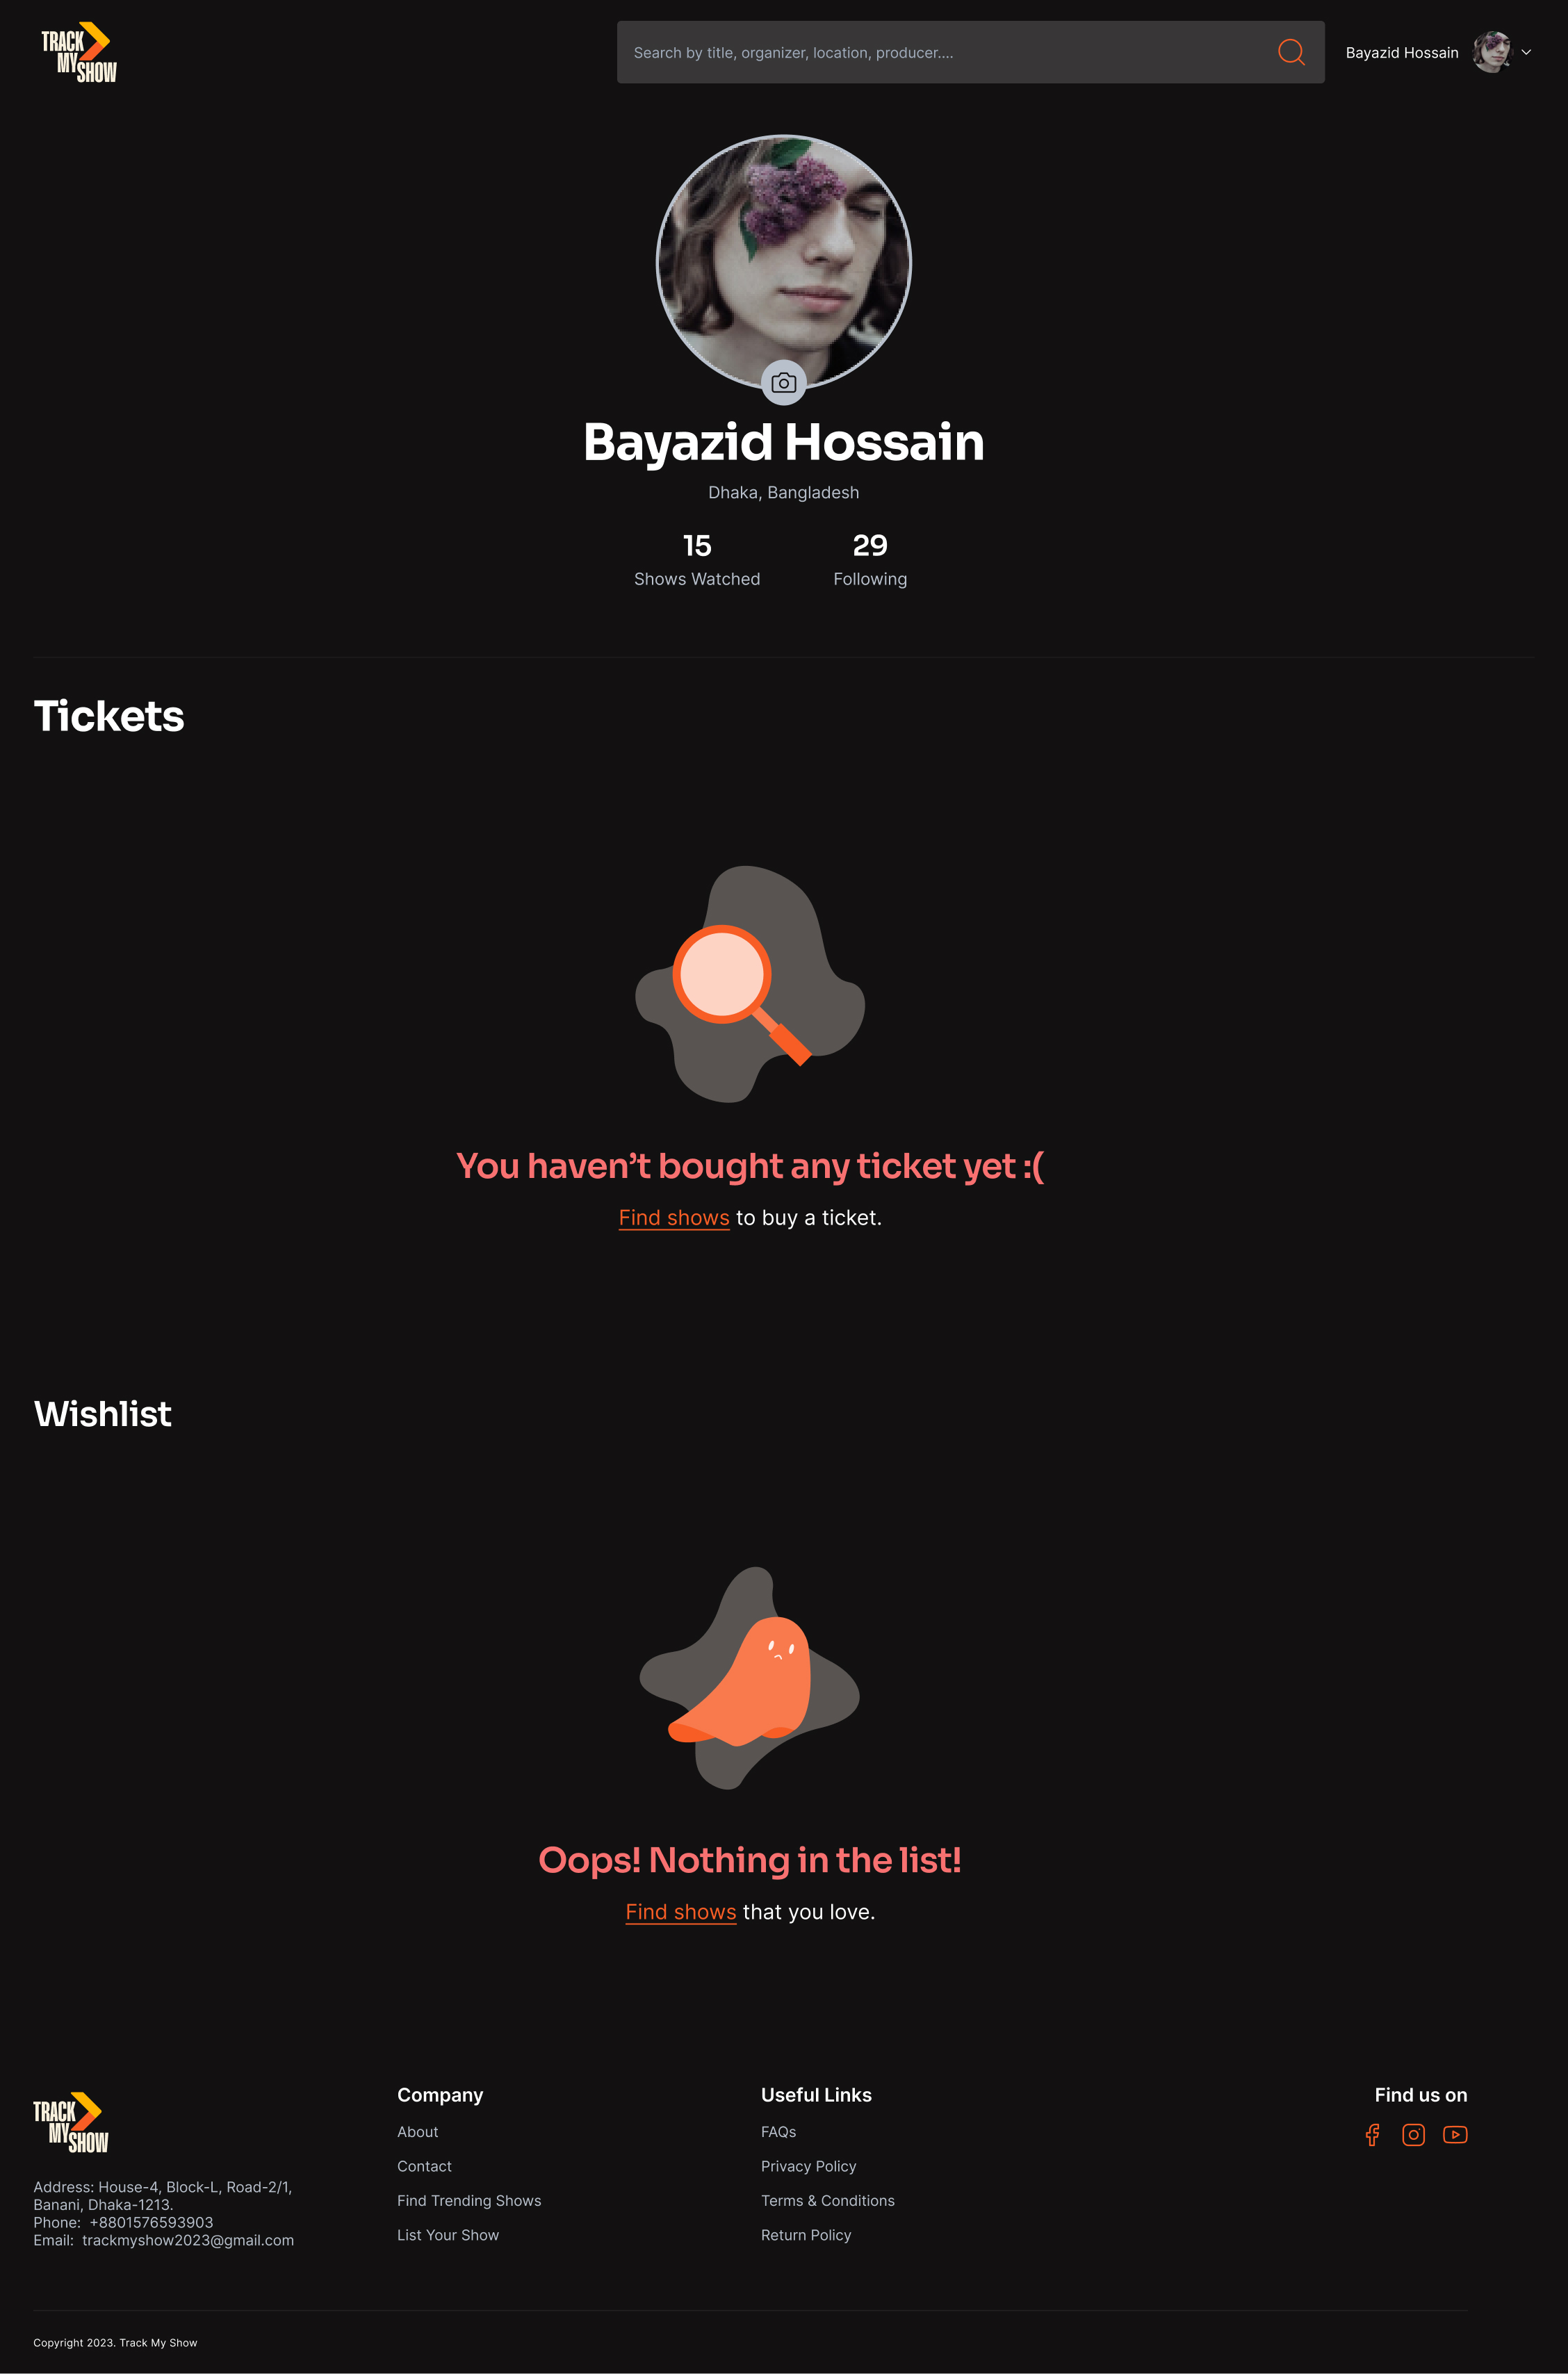 TRACK
MY
SHOW
Search by title, organizer, location, producer....
Bayazid Hossain
Bayazid Hossain
Dhaka, Bangladesh
15
Shows Watched
29
Following
Tickets
You haven’t bought any ticket yet :(
Find shows to buy a ticket.
Wishlist
Oops! Nothing in the list!
Find shows that you love.
TRACK
MY
SHOW
Address: House-4, Block-L, Road-2/1,
Banani, Dhaka-1213.
Phone:  +8801576593903
Email:  trackmyshow2023@gmail.com
Company
About
Contact
Find Trending Shows
List Your Show
Useful Links
FAQs
Privacy Policy
Terms & Conditions
Return Policy
Find us on
Copyright 2023. Track My Show